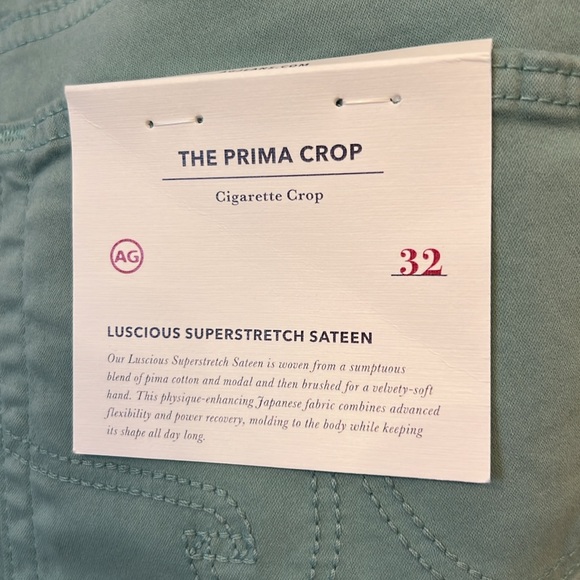 THE PRIMA CROP
Cigarette Crop
AG
32
LUSCIOUS SUPERSTRETCH SATEEN
Our Luscious Superstretch Sateen is woven from a sumptuous
blend of pima cotton and modal and then brushed for a velvety-soft
hand. This physique-enhancing Japanese fabric combines advanced
flexibility and power recovery, molding to the body while keeping
its shape all day long.